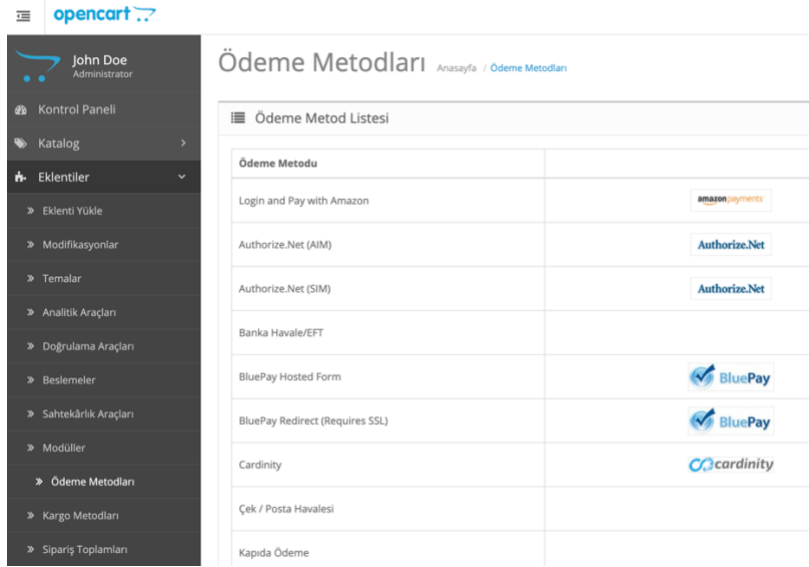 opencart
John Doe
Administrator
Kontrol Paneli
Katalog
Eklentiler
Eklenti Yükle
Modifikasyonlar
Temalar
Analitik Araçları
Doğrulama Araçları
Beslemeler
Sahtekârlık Araçları
Modüller
Ödeme Metodları
Kargo Metodları
Sipariş Toplamları
Ödeme Metodları
Anasayfa / Ödeme Metodları
Ödeme Metod Listesi
Ödeme Metodu
Login and Pay with Amazon
amazon payments
Authorize.Net (AIM)
Authorize.Net
Authorize.Net (SIM)
Authorize.Net
Banka Havale/EFT
BluePay Hosted Form
BluePay
BluePay Redirect (Requires SSL)
BluePay
Cardinity
cardinity
Çek / Posta Havalesi
Kapıda Ödeme